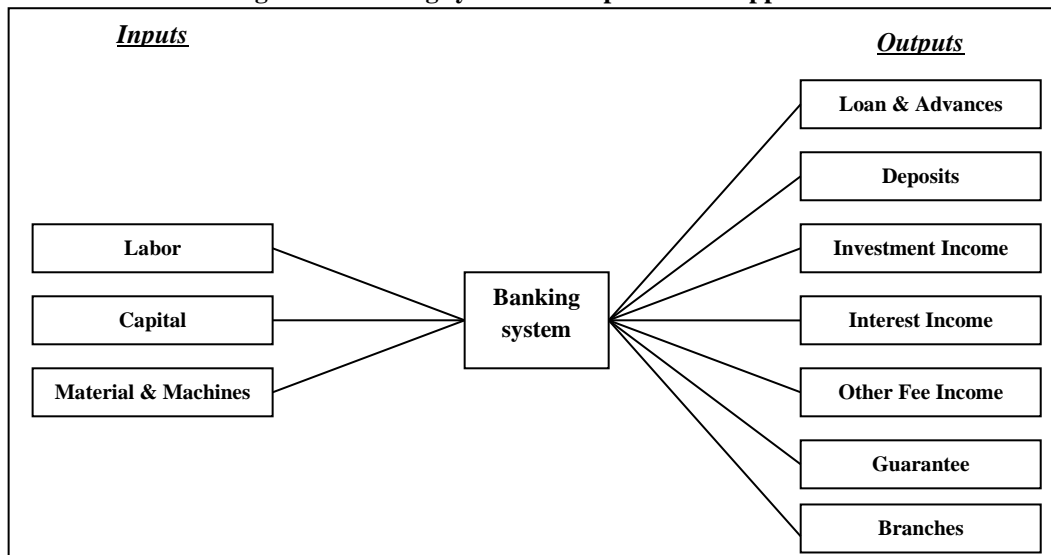 Inputs
Outputs
Loan & Advances
Deposits
Labor
Investment Income
Banking
system
Capital
Interest Income
Material & Machines
Other Fee Income
Guarantee
Branches